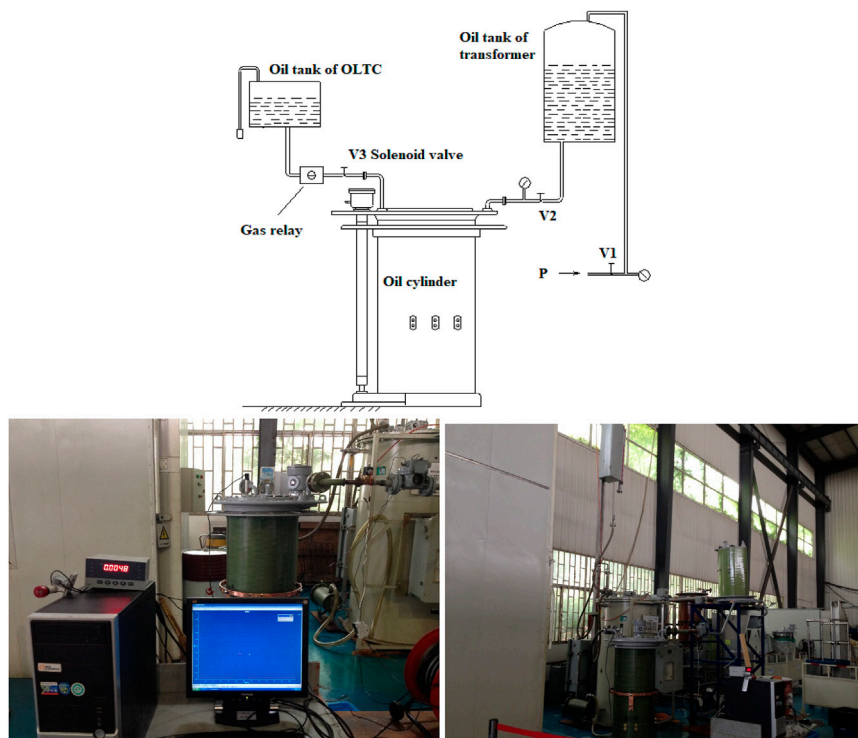 Oil tank of
transformer
Oil tank of OLTC
V3 Solenoid valve
V2
Gas relay
V1
P
Oil cylinder
0.0048